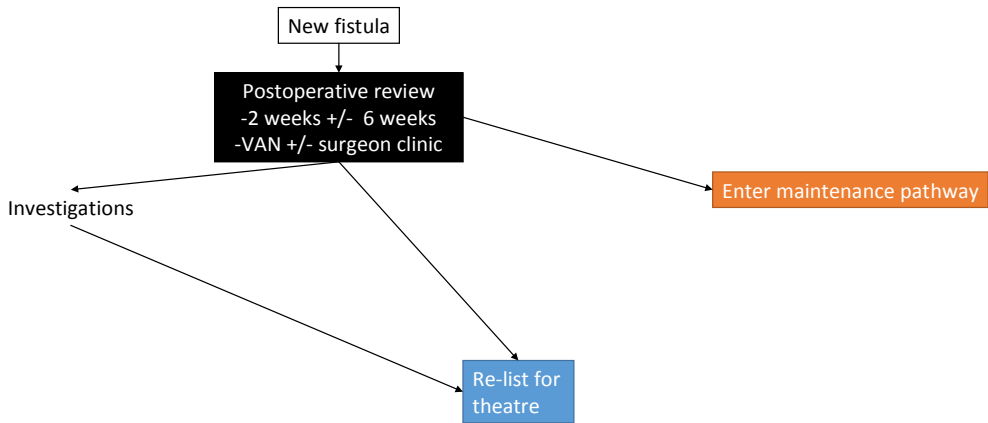 New fistula
Postoperative review
-2 weeks +/-  6 weeks
-VAN +/- surgeon clinic
Enter maintenance pathway
Investigations
Re-list for
theatre